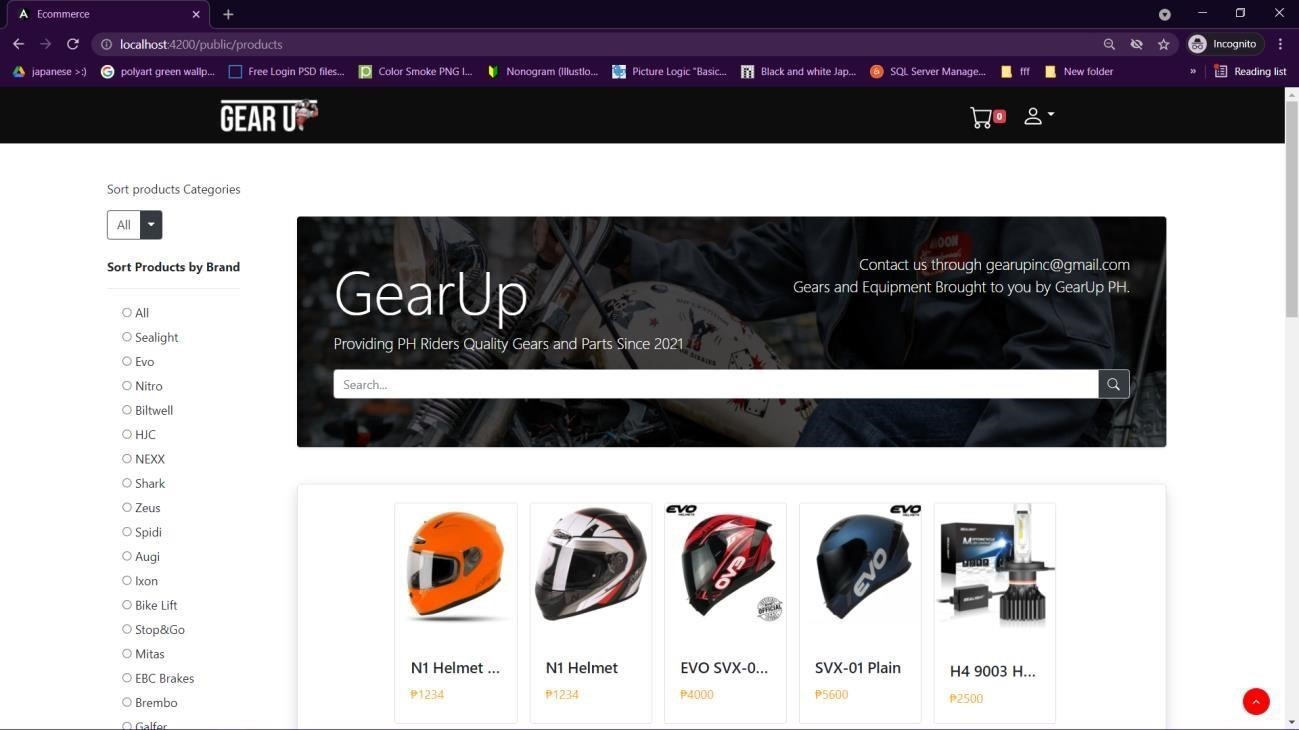 Ecommerce
localhost:4200/public/products
Incognito
japanese >:)
polyart green wallp...
Free Login PSD files...
Color Smoke PNG I...
Nonogram (Illustlo...
Picture Logic "Basic...
Black and white Jap...
SQL Server Manage...
fff
New folder
»
Reading list
GEAR UP
0
Sort products Categories
All
Sort Products by Brand
All
Sealight
Evo
Nitro
Biltwell
HJC
NEXX
Shark
Zeus
Spidi
Augi
Ixon
Bike Lift
Stop&Go
Mitas
EBC Brakes
Brembo
Galfer
MOON
Contact us through gearupinc@gmail.com
Gears and Equipment Brought to you by GearUp PH.
GearUp
Providing PH Riders Quality Gears and Parts Since 2021
Search...
EVO
EVO
OFFICIAL
EVO
EVO
SEALIGHT
N1 Helmet ...
₱1234
N1 Helmet
₱1234
EVO SVX-0...
₱4000
SVX-01 Plain
₱5600
H4 9003 H...
₱2500